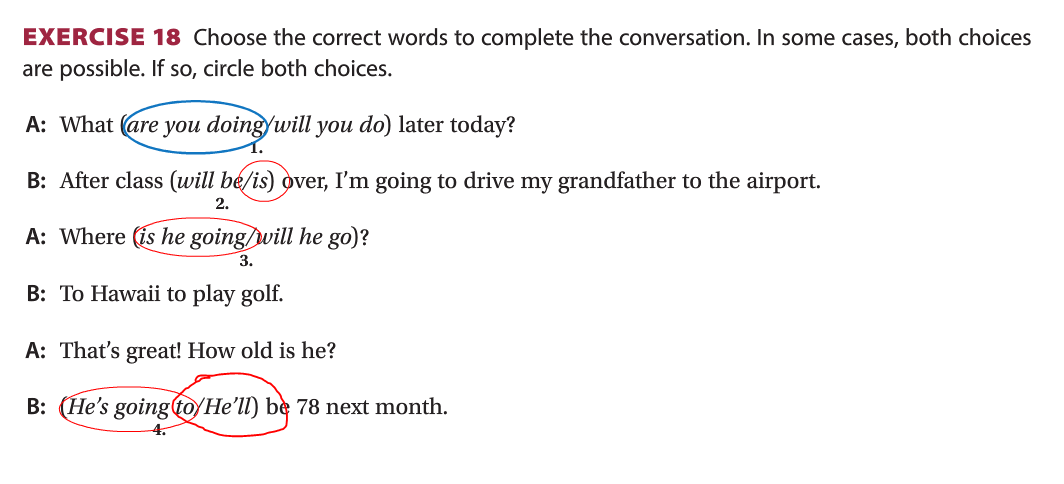 EXERCISE 18 Choose the correct words to complete the conversation. In some cases, both choices
are possible. If so, circle both choices.
A: What (are you doing/will you do) later today?
1.
B: After class (will be/is) over, I'm going to drive my grandfather to the airport.
2.
A: Where (is he going/will he go)?
3.
B: To Hawaii to play golf.
A: That's great! How old is he?
B: (He's going to/He'll) be 78 next month.
4.